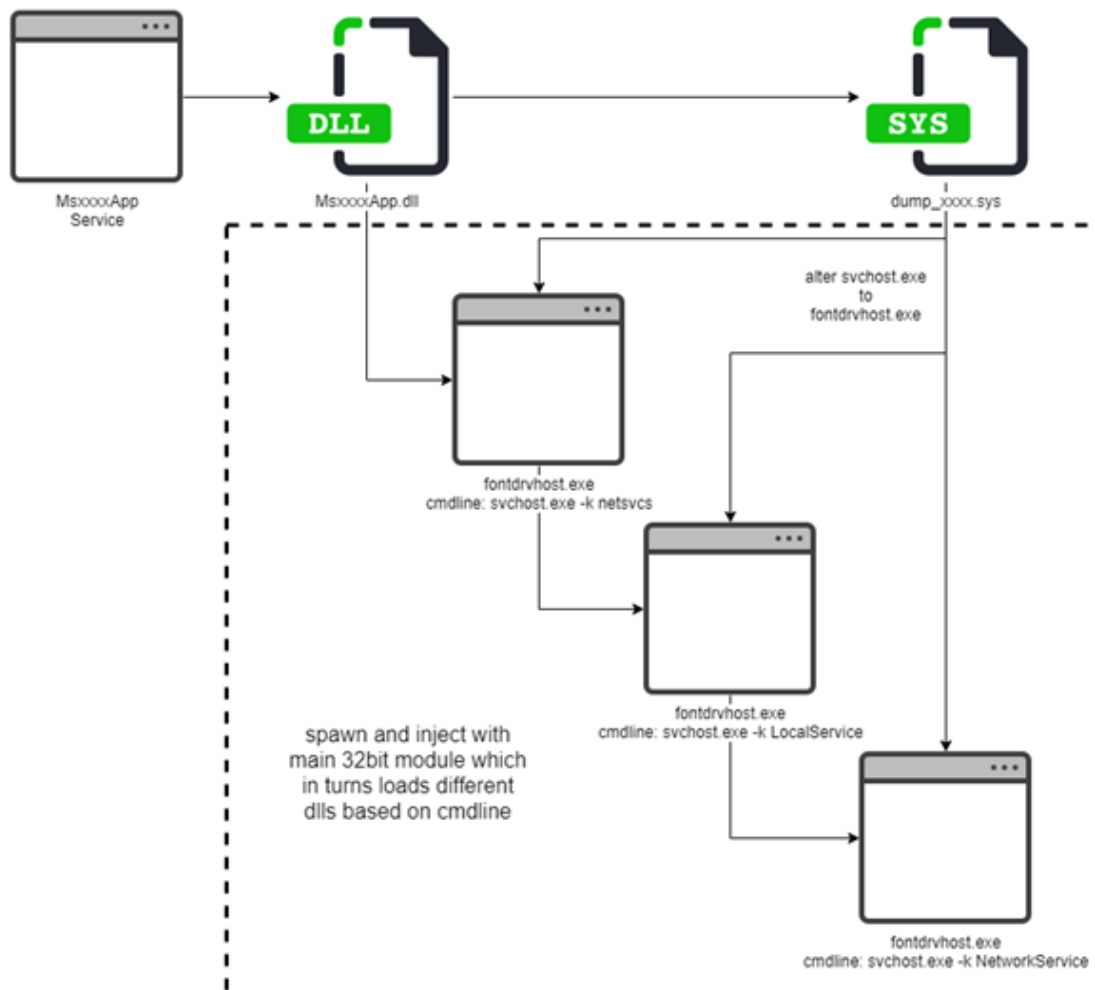 DLL
SYS
MsxxxxApp
Service
MsxxxxApp.dll
dump_xxxx.sys
alter svchost.exe
to
fontdrvhost.exe
fontdrvhost.exe
cmdline: svchost.exe -k netsvcs
fontdrvhost.exe
cmdline: svchost.exe -k LocalService
spawn and inject with
main 32bit module which
in turns loads different
dlls based on cmdline
fontdrvhost.exe
cmdline: svchost.exe -k NetworkService